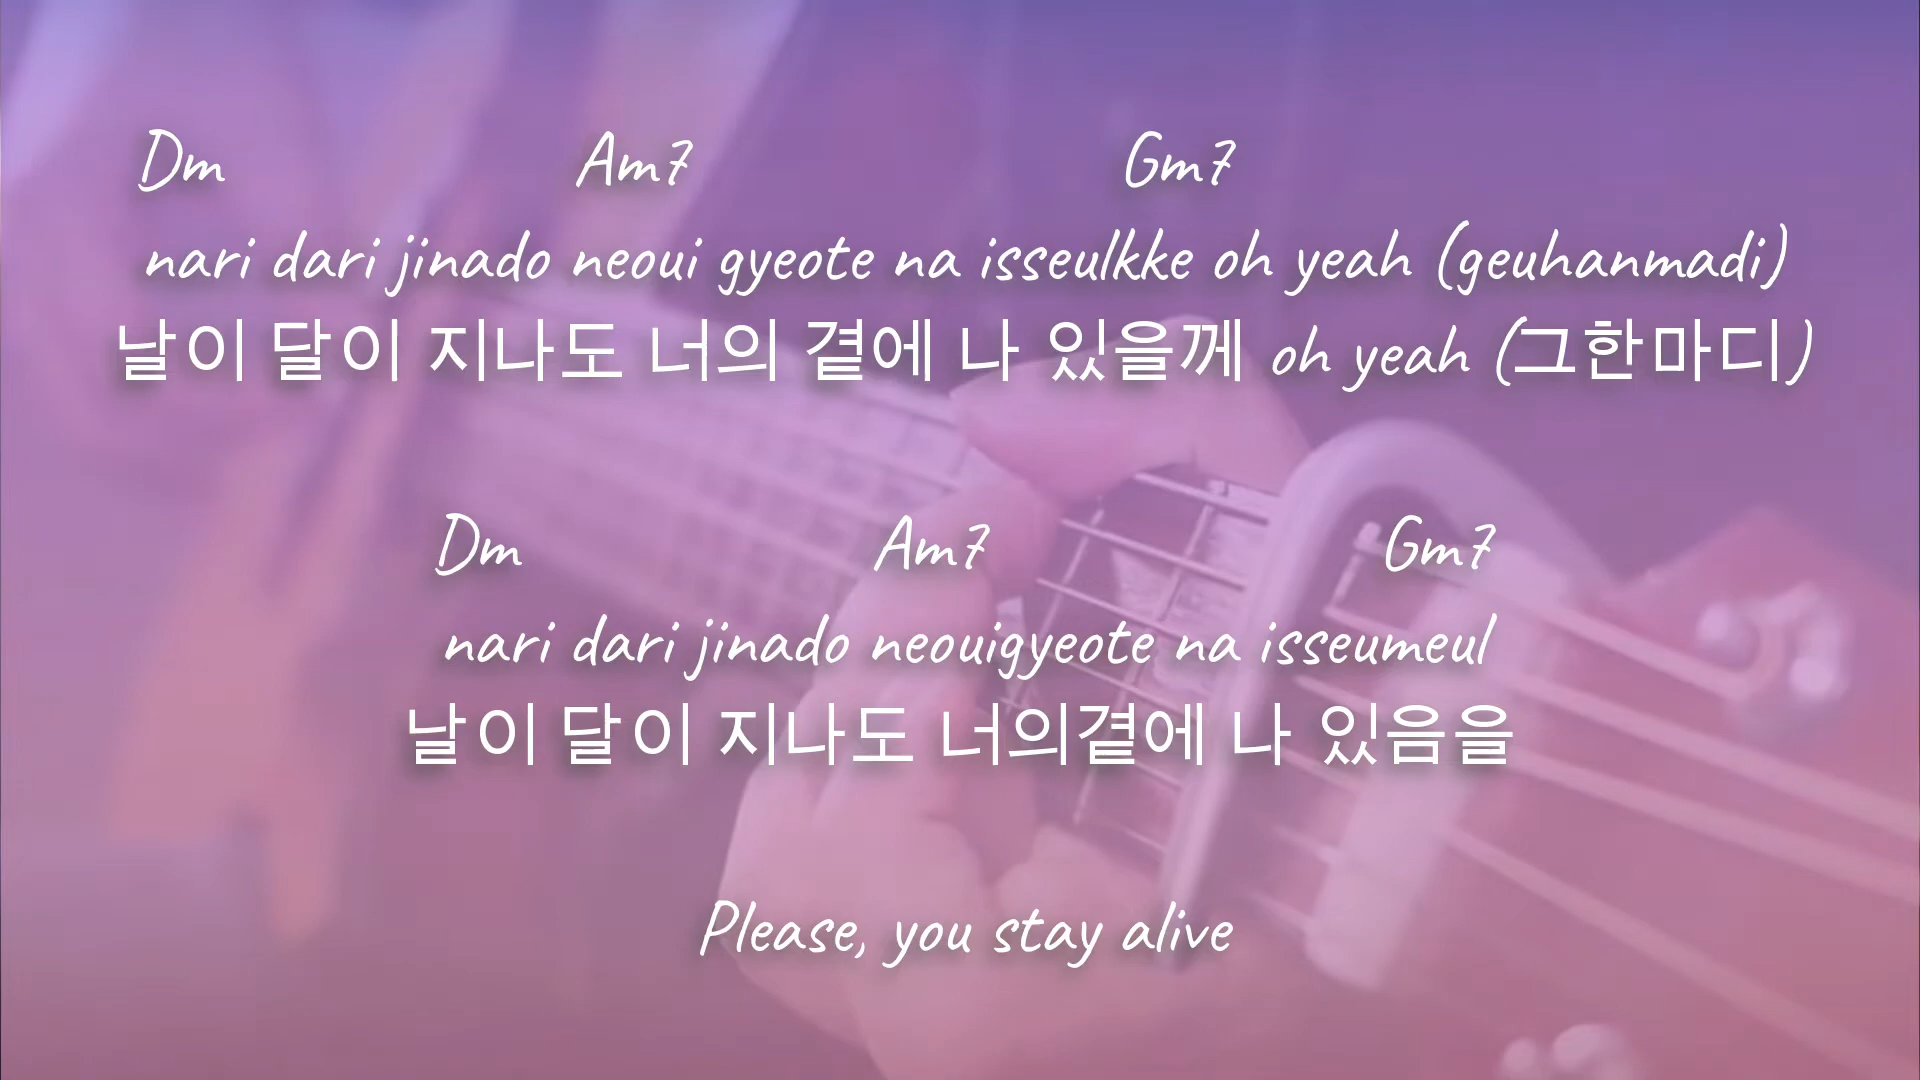 Dm Am7 Gm7
nari dari jinado neoui gyeote na isseulkke oh yeah (geuhanmadi)
날이 달이 지나도 너의 곁에 나 있을께 oh yeah (그한마디)
Dm Am7 Gm7
nari dari jinado neouigyeote na isseumeul
날이 달이 지나도 너의곁에 나 있음을
Please, you stay alive